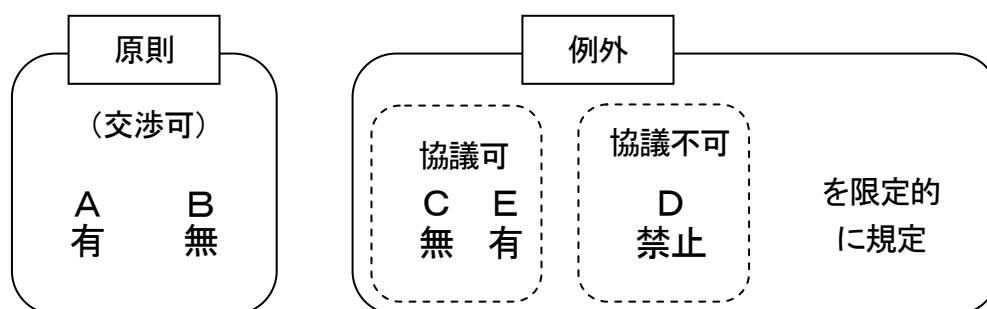 原則
（交渉可）
Ａ Ｂ
有 無
例外
協議可
Ｃ Ｅ
無 有
協議不可
Ｄ
禁止
を限定的
に規定